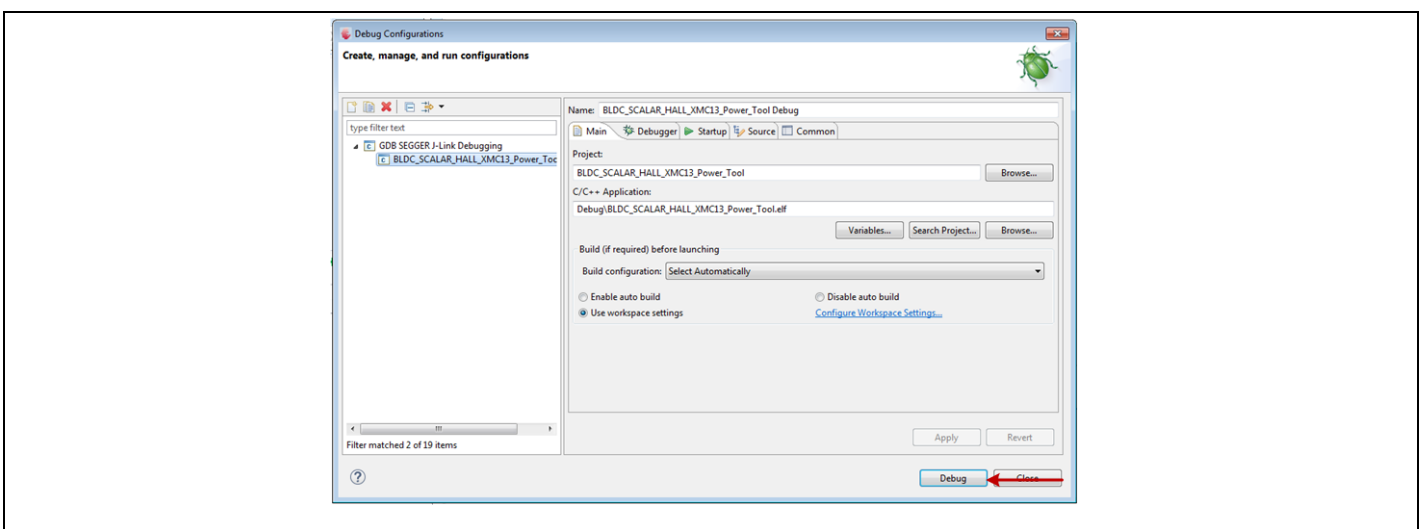 Debug Configurations
Create, manage, and run configurations
type filter text
GDB SEGGER J-Link Debugging
BLDC_SCALAR_HALL_XMC13_Power_Toc
Filter matched 2 of 19 items
Name: BLDC_SCALAR_HALL_XMC13_Power_Tool Debug
Main Debugger Startup Source Common
Project:
BLDC_SCALAR_HALL_XMC13_Power_Tool Browse...
C/C++ Application:
Debug\BLDC_SCALAR_HALL_XMC13_Power_Tool.elf
Variables... Search Project... Browse...
Build (if required) before launching
Build configuration: Select Automatically
Enable auto build Disable auto build
Use workspace settings Configure Workspace Settings...
Apply Revert
Debug Close